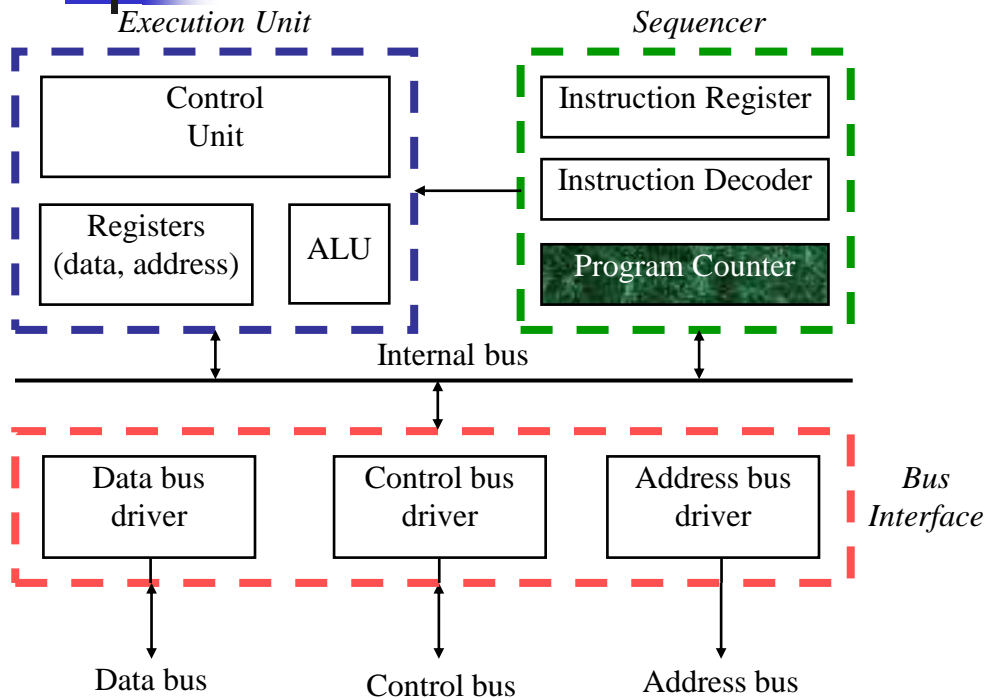 Execution Unit
Sequencer
Control
Unit
Registers
(data, address)
ALU
Instruction Register
Instruction Decoder
Program Counter
Internal bus
Data bus
driver
Control bus
driver
Address bus
driver
Bus
Interface
Data bus
Control bus
Address bus